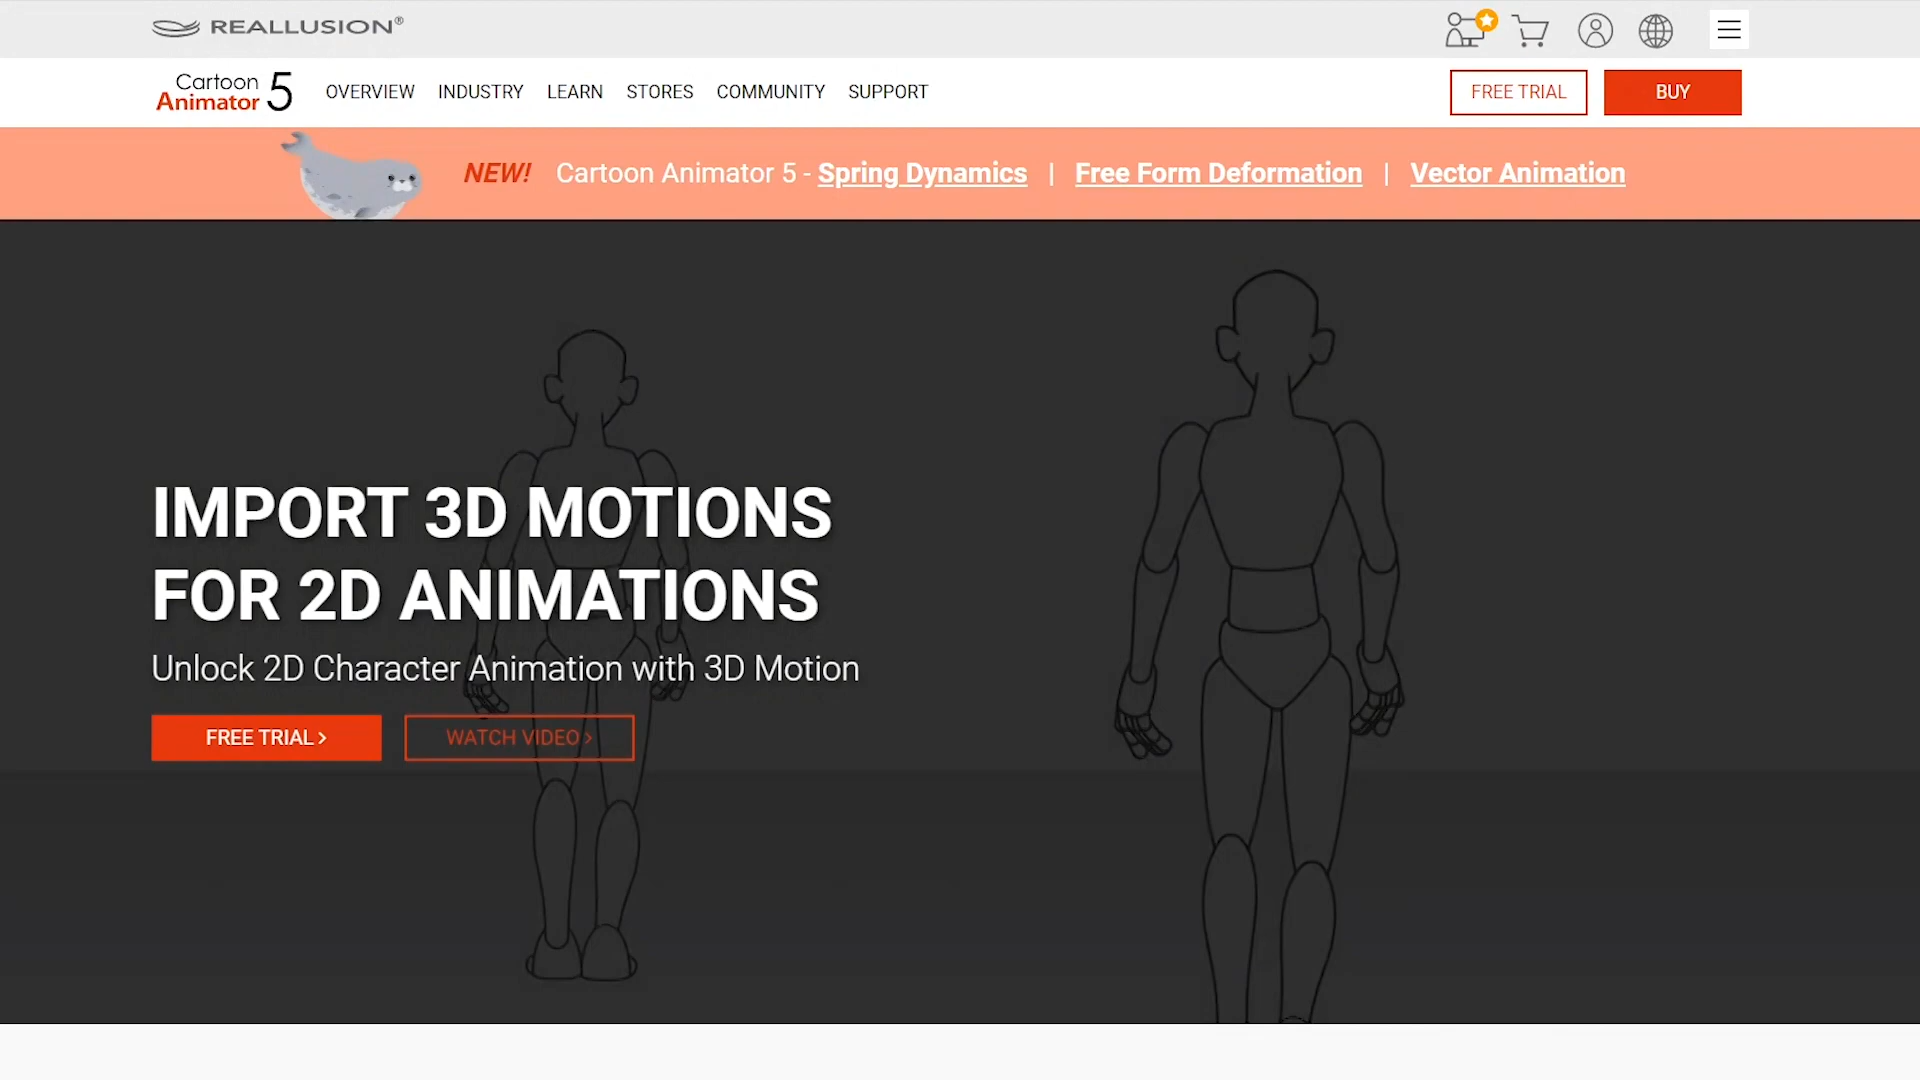 REALLUSION®
Cartoon
Animator 5
OVERVIEW INDUSTRY LEARN STORES COMMUNITY SUPPORT
FREE TRIAL
BUY
NEW! Cartoon Animator 5 - Spring Dynamics | Free Form Deformation | Vector Animation
IMPORT 3D MOTIONS
FOR 2D ANIMATIONS
Unlock 2D Character Animation with 3D Motion
FREE TRIAL >
WATCH VIDEO >